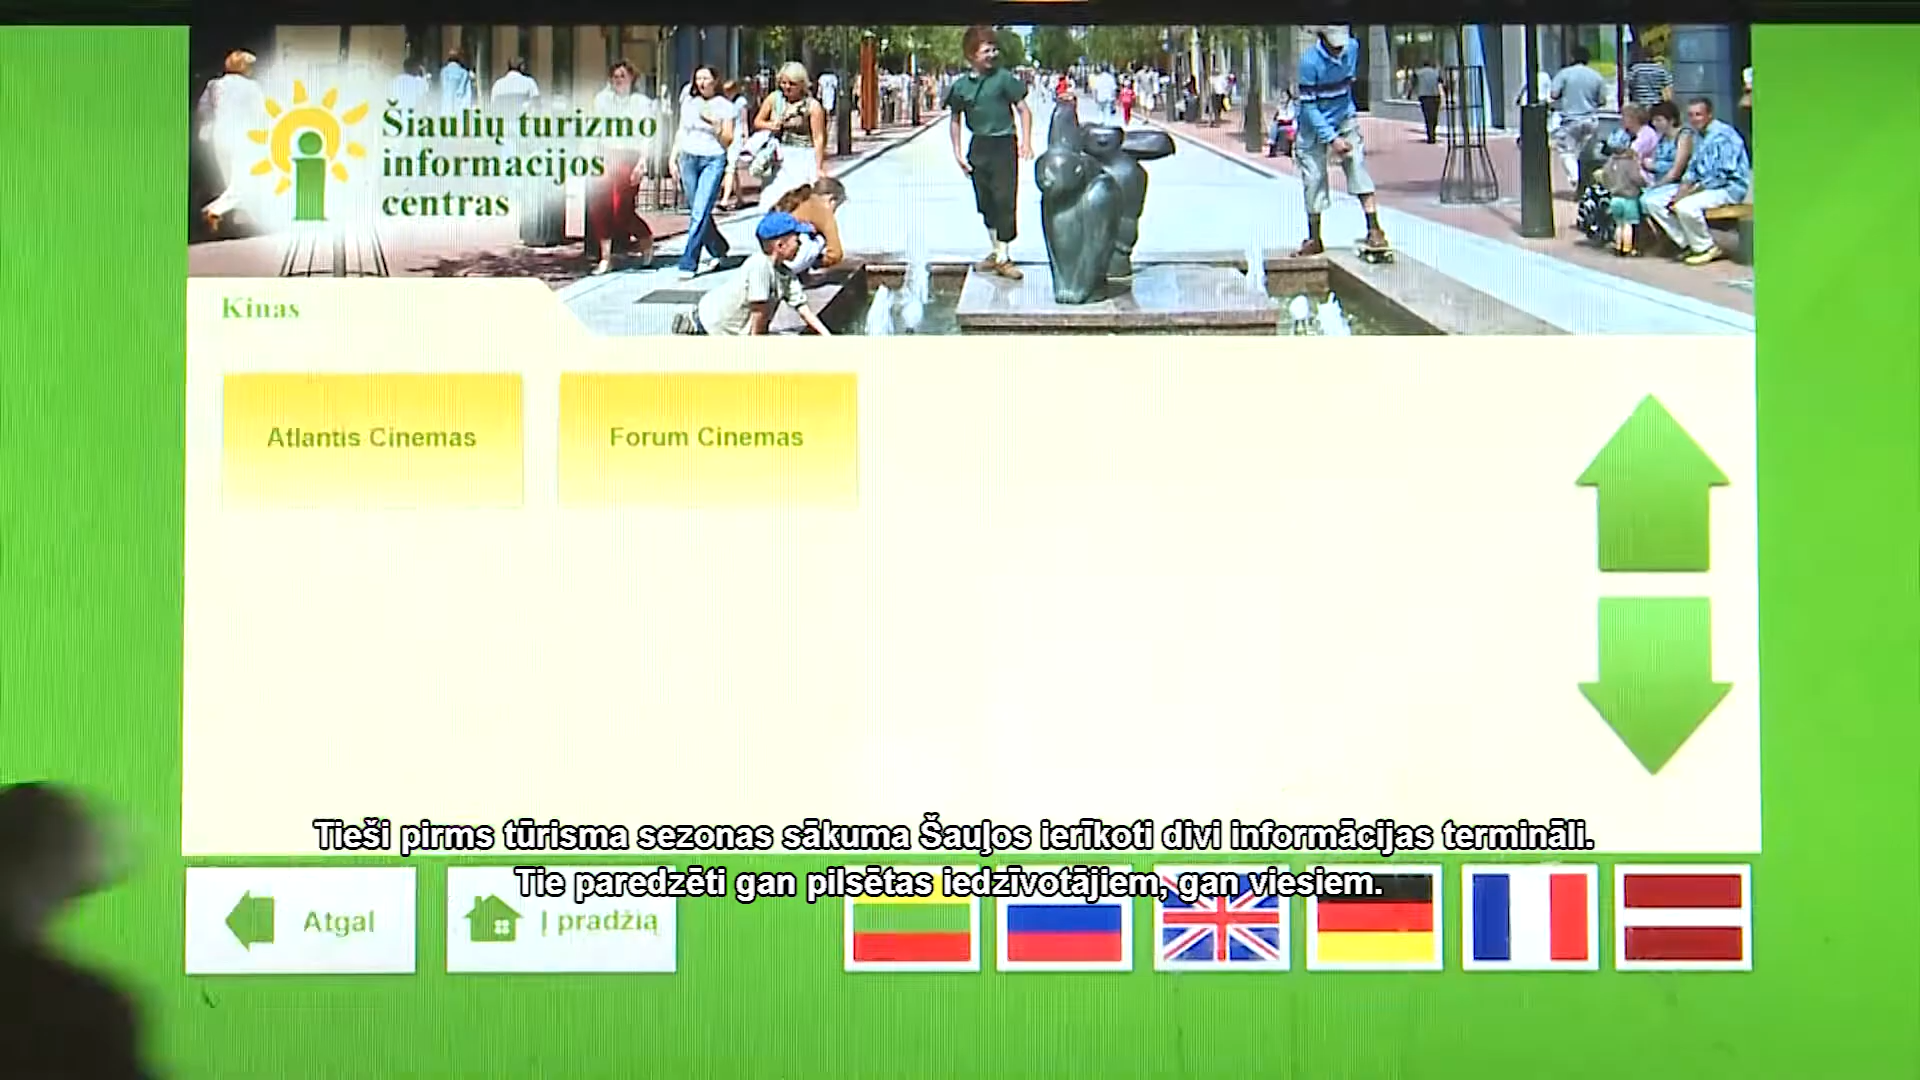 Šiaulių turizmo
informacijos
centras
Kinas
Atlantis Cinemas
Forum Cinemas
Tieši pirms tūrisma sezonas sākuma Šauļos ierīkoti divi informācijas termināli.
Tie paredzēti gan pilsētas iedzīvotājiem, gan viesiem.
Atgal
Į pradžią